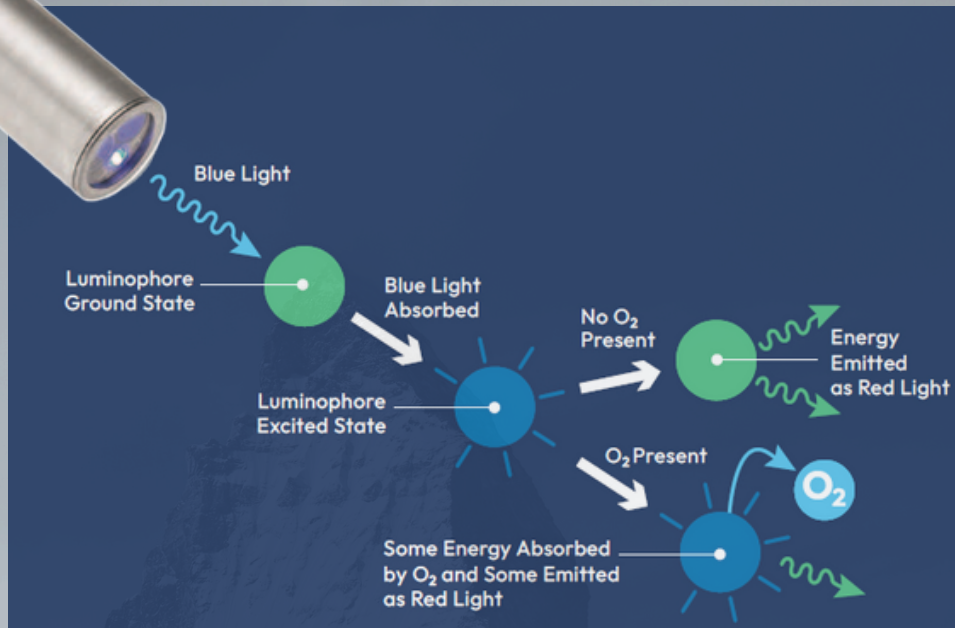 Blue Light
Luminophore
Ground State
Blue Light
Absorbed
No O₂
Present
Energy
Emitted
as Red Light
Luminophore
Excited State
O₂ Present
O₂
Some Energy Absorbed
by O₂ and Some Emitted
as Red Light